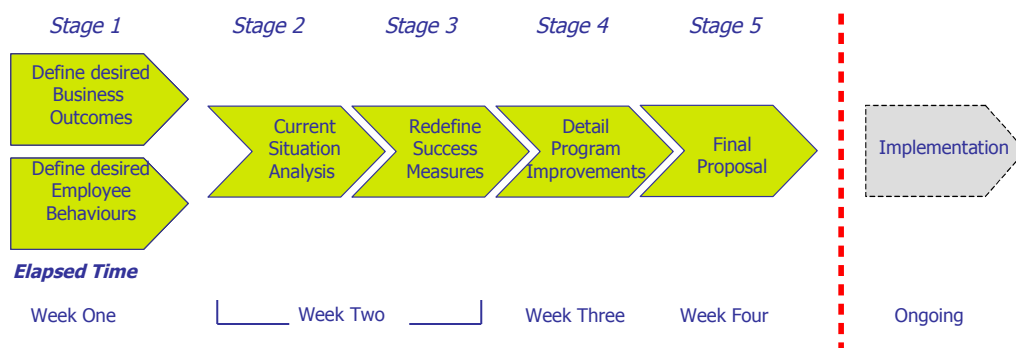 Stage 1
Stage 2
Stage 3
Stage 4
Stage 5
Define desired
Business
Outcomes
Define desired
Employee
Behaviours
Current
Situation
Analysis
Redefine
Success
Measures
Detail
Program
Improvements
Final
Proposal
Implementation
Elapsed Time
Week One
Week Two
Week Three
Week Four
Ongoing